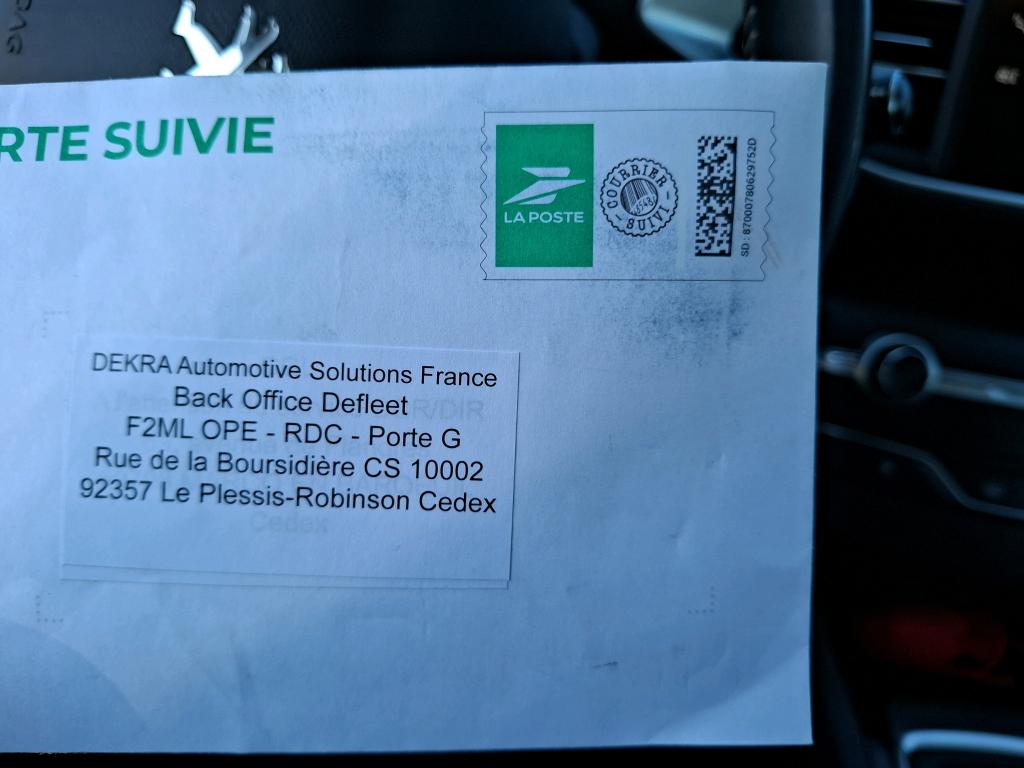 RTE SUIVIE
LA POSTE
COURRIER
SUIVI
SD : 87000780629752D
DEKRA Automotive Solutions France
Back Office Defleet
F2ML OPE - RDC - Porte G
Rue de la Boursidière CS 10002
92357 Le Plessis-Robinson Cedex
Cedex